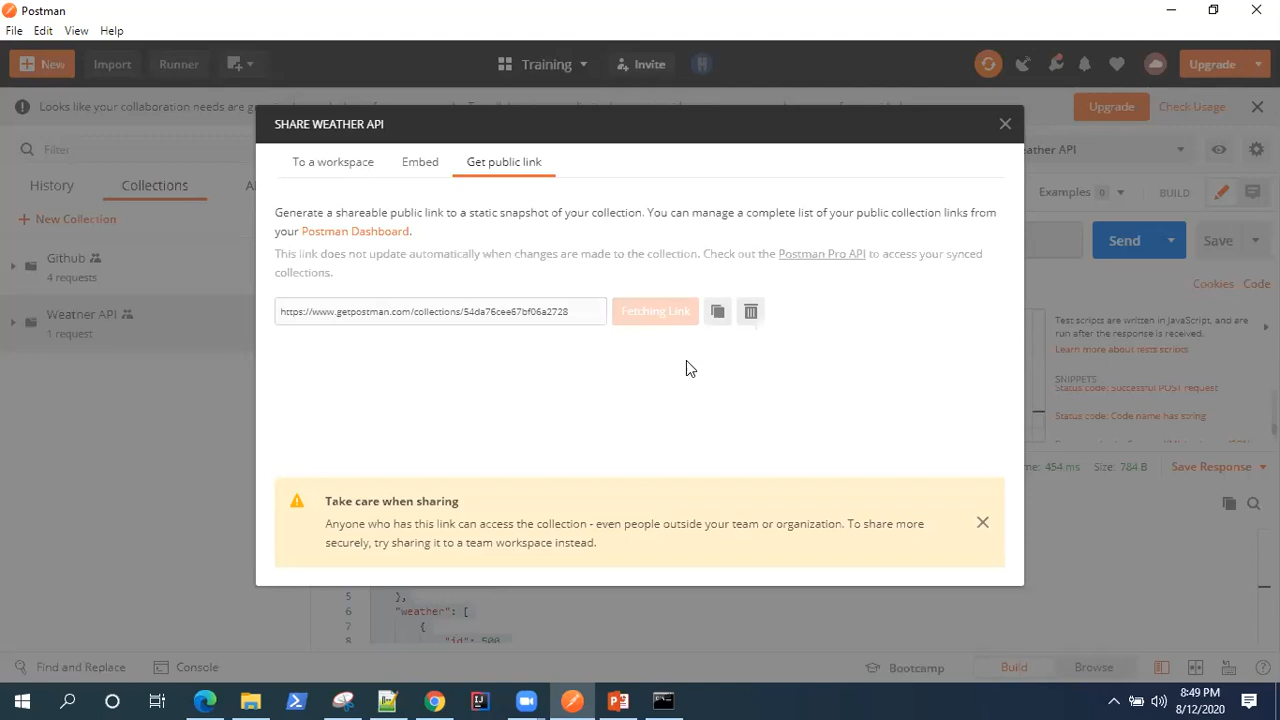 Postman
File Edit View Help
New Import Runner Training Invite Upgrade
Looks like your collaboration needs are
Upgrade Check Usage
SHARE WEATHER API
Filter
eather API
To a workspace Embed Get public link
History Collections
Examples 0 BUILD
New Collection
Generate a shareable public link to a static snapshot of your collection. You can manage a complete list of your public collection links from
your Postman Dashboard.
Send Save
This link does not update automatically when changes are made to the collection. Check out the Postman Pro API to access your synced
collections.
Github
4 requests
Cookies Code
https://www.getpostman.com/collections/54da76cee67bf06a2728 Fetching Link
Weather API
1 request
Test scripts are written in JavaScript, and are
run after the response is received.
Learn more about tests scripts
SNIPPETS
Status code: Successful POST request
Status code: Code name has string
me: 454 ms Size: 784 B Save Response
Take care when sharing
Anyone who has this link can access the collection - even people outside your team or organization. To share more
securely, try sharing it to a team workspace instead.
5 },
6 "weather": [
7 {
8 "id": 500
Find and Replace Console Bootcamp Build Browse
8:49 PM
8/12/2020